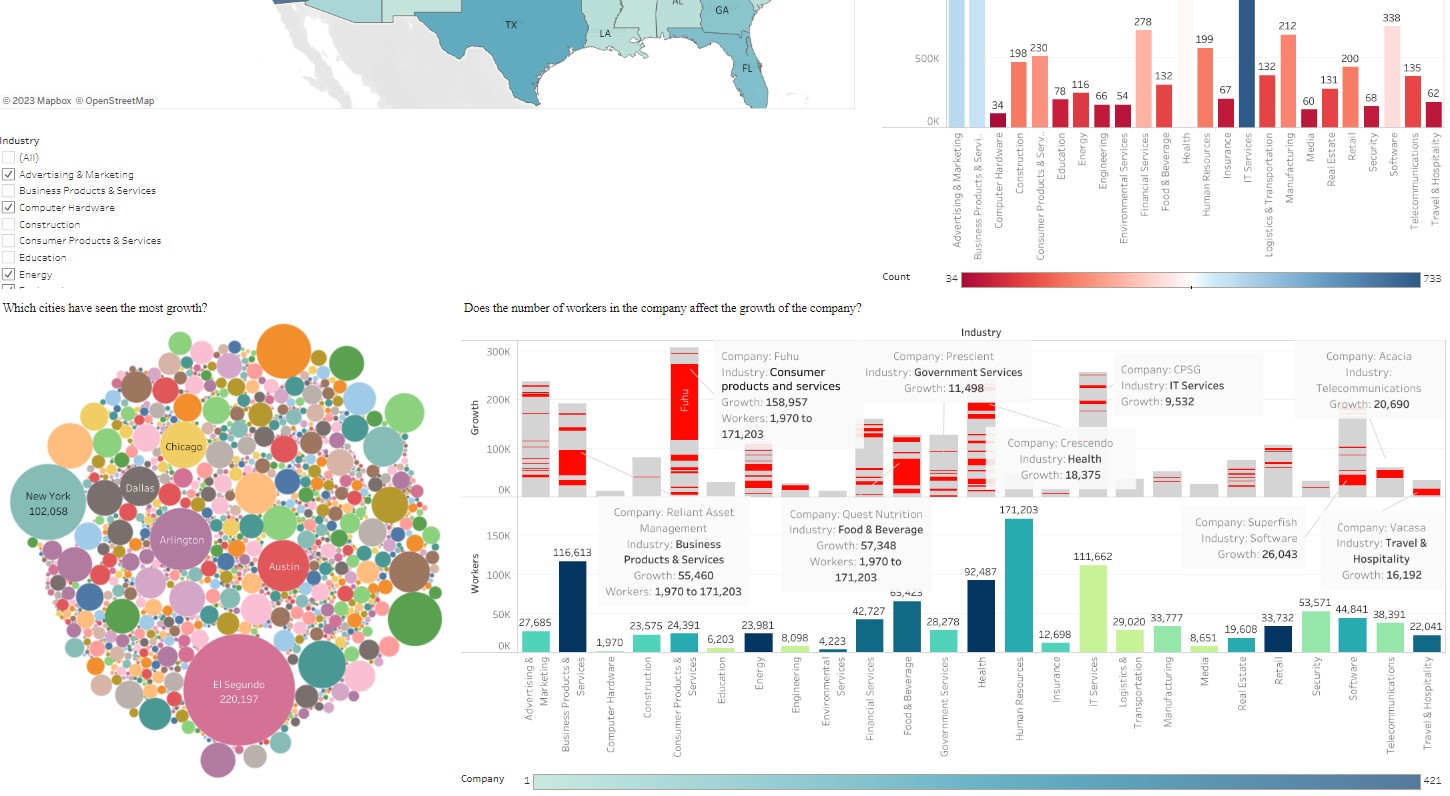 TX
LA
AL
GA
FL
© 2023 Mapbox © OpenStreetMap
Industry
(All)
Advertising & Marketing
Business Products & Services
Computer Hardware
Construction
Consumer Products & Services
Education
Energy
500K
0K
34
198
230
78
116
66
54
278
132
199
67
132
212
60
131
200
68
338
135
62
Advertising & Marketing
Business Products & Servi..
Computer Hardware
Construction
Consumer Products & Serv..
Education
Energy
Engineering
Environmental Services
Financial Services
Food & Beverage
Health
Human Resources
Insurance
IT Services
Logistics & Transportation
Manufacturing
Media
Real Estate
Retail
Security
Software
Telecommunications
Travel & Hospitality
Count
34
733
Which cities have seen the most growth?
New York
102,058
Chicago
Dallas
Arlington
Austin
El Segundo
220,197
Does the number of workers in the company affect the growth of the company?
Industry
Growth
300K
200K
100K
0K
Fuhu
Company: Fuhu
Industry: Consumer
products and services
Growth: 158,957
Workers: 1,970 to
171,203
Company: Prescient
Industry: Government Services
Growth: 11,498
Company: CPSG
Industry: IT Services
Growth: 9,532
Company: Acacia
Industry:
Telecommunications
Growth: 20,690
Company: Crescendo
Industry: Health
Growth: 18,375
Company: Reliant Asset
Management
Industry: Business
Products & Services
Growth: 55,460
Workers: 1,970 to 171,203
Company: Quest Nutrition
Industry: Food & Beverage
Growth: 57,348
Workers: 1,970 to
171,203
Company: Superfish
Industry: Software
Growth: 26,043
Company: Vacasa
Industry: Travel &
Hospitality
Growth: 16,192
Workers
150K
100K
50K
0K
27,685
116,613
1,970
23,575
24,391
6,203
23,981
8,098
4,223
42,727
28,278
92,487
171,203
12,698
111,662
29,020
33,777
8,651
19,608
33,732
53,571
44,841
38,391
22,041
Advertising &
Marketing
Business Products &
Services
Computer Hardware
Construction
Consumer Products &
Services
Education
Energy
Engineering
Environmental
Services
Financial Services
Food & Beverage
Government Services
Health
Human Resources
Insurance
IT Services
Logistics &
Transportation
Manufacturing
Media
Real Estate
Retail
Security
Software
Telecommunications
Travel & Hospitality
Company
1
421